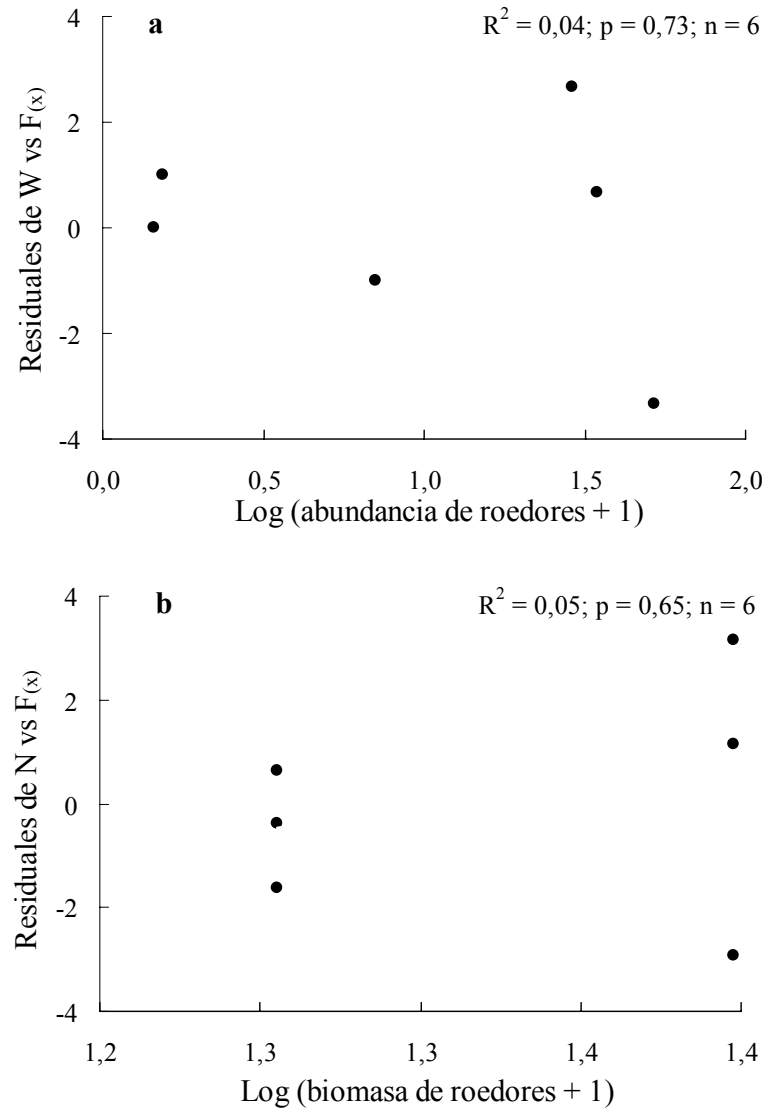 a
R² = 0,04; p = 0,73; n = 6
Residuales de W vs F(x)
4
2
0
-2
-4
0,0 0,5 1,0 1,5 2,0
Log (abundancia de roedores + 1)
b
R² = 0,05; p = 0,65; n = 6
Residuales de N vs F(x)
4
2
0
-2
-4
1,2 1,3 1,3 1,4 1,4
Log (biomasa de roedores + 1)